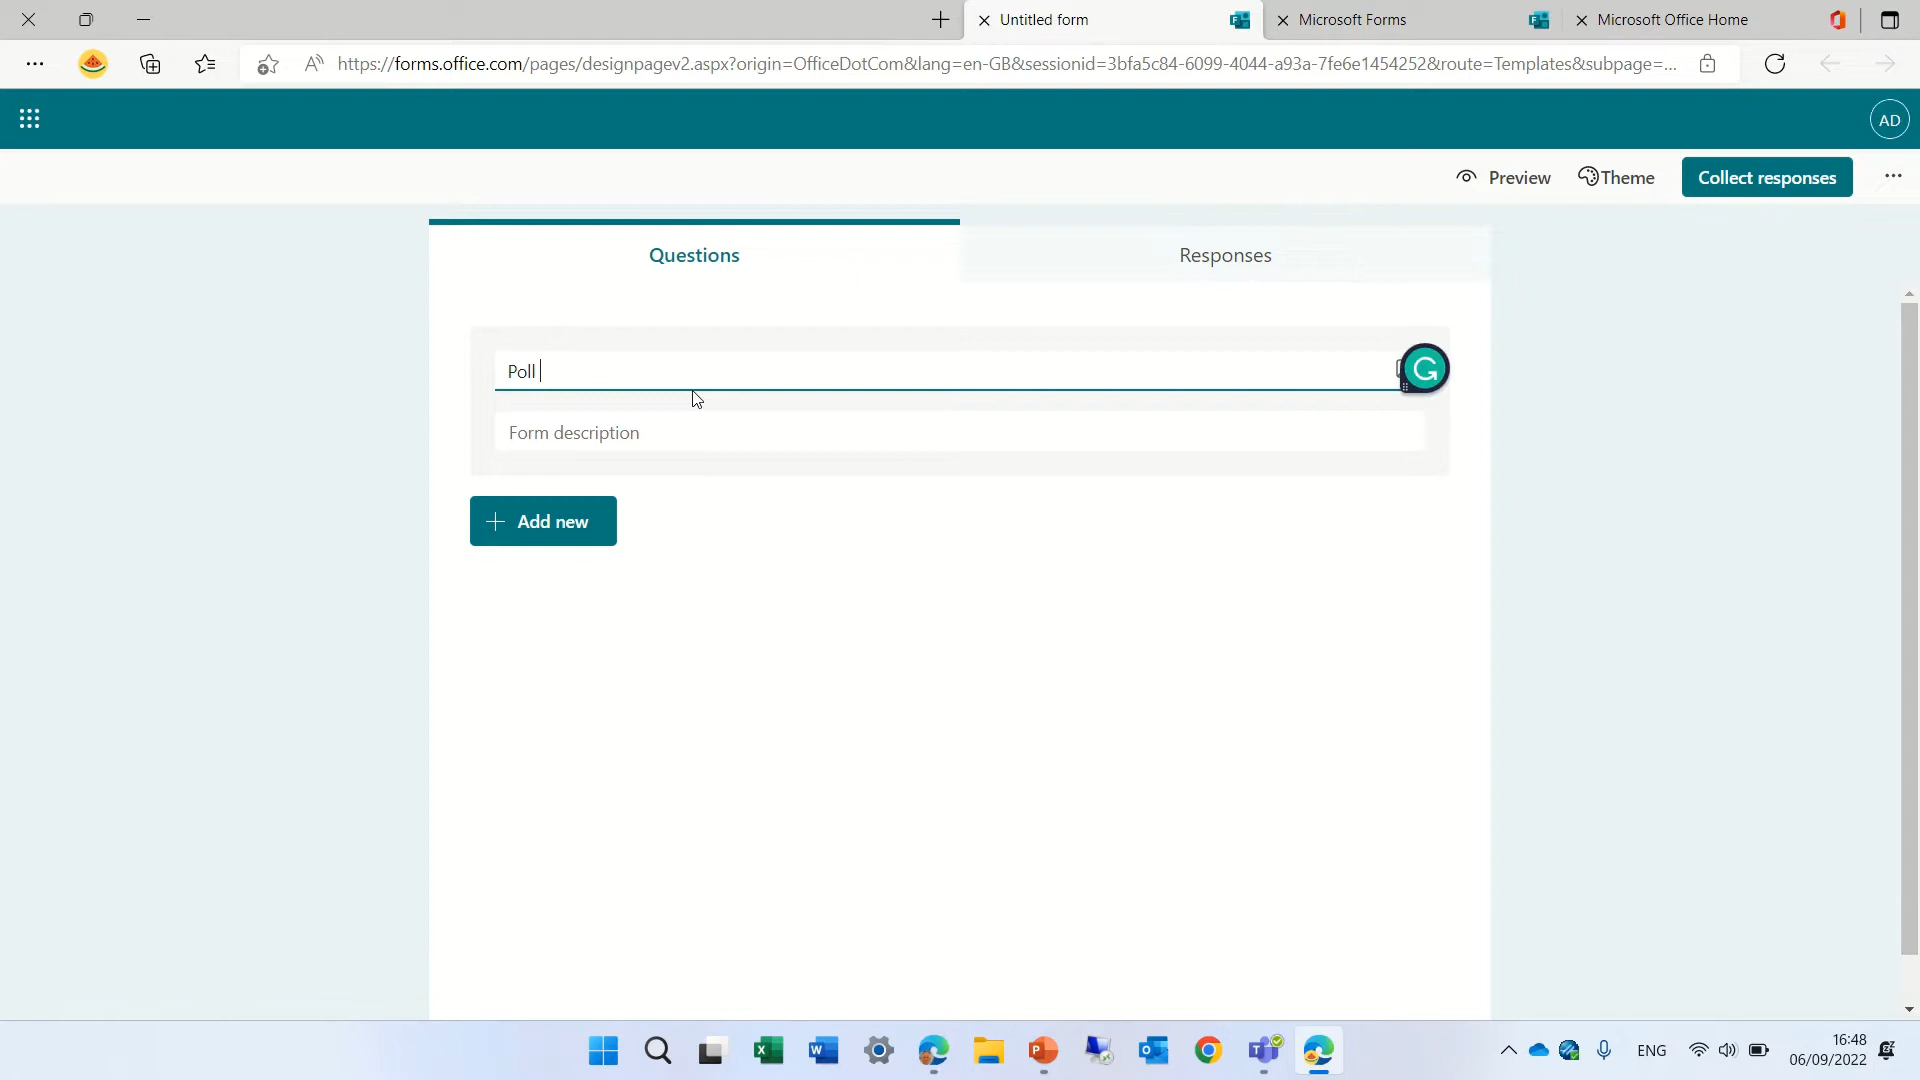 Untitled form
Microsoft Forms
Microsoft Office Home
https://forms.office.com/pages/designpagev2.aspx?origin=OfficeDotCom&lang=en-GB&sessionid=3bfa5c84-6099-4044-a93a-7fe6e1454252&route=Templates&subpage=...
AD
Preview
Theme
Collect responses
Questions
Responses
Poll
Form description
Add new
ENG
16:48
06/09/2022